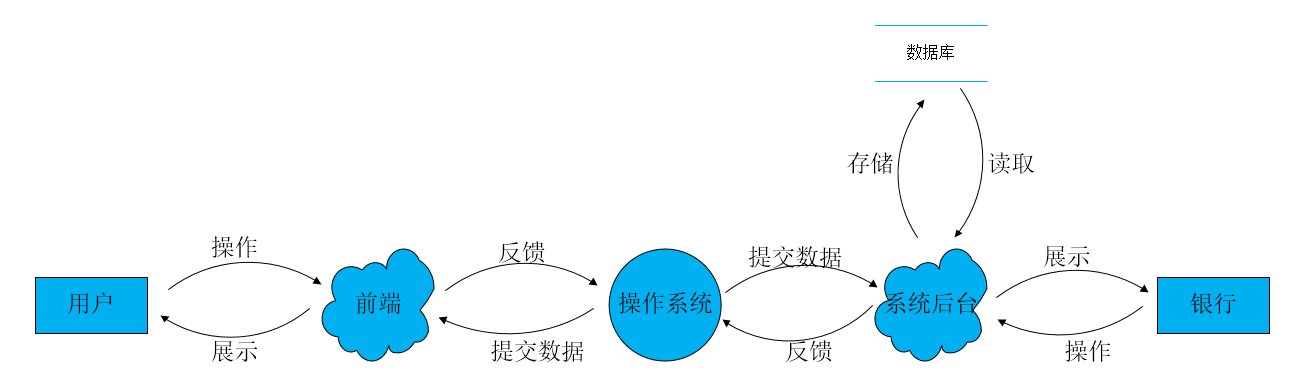 数据库
存储
读取
操作
反馈
提交数据
展示
用户
前端
操作系统
系统后台
银行
展示
提交数据
反馈
操作